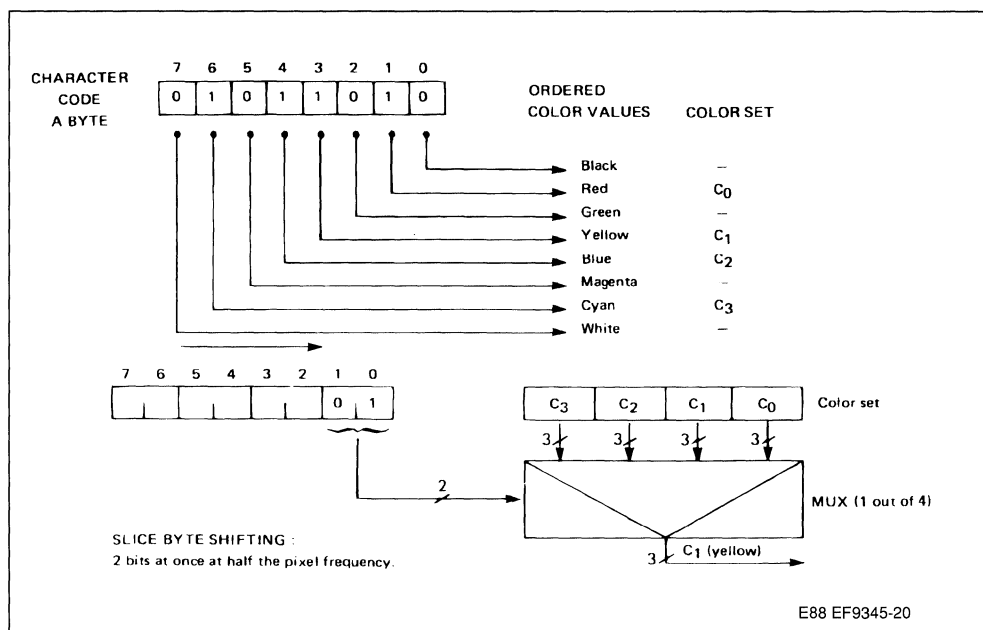 7 6 5 4 3 2 1 0
CHARACTER
CODE
A BYTE
0 1 0 1 1 0 1 0
ORDERED
COLOR VALUES COLOR SET
Black –
Red C0
Green –
Yellow C1
Blue C2
Magenta –
Cyan C3
White –
7 6 5 4 3 2 1 0
0 1
C3 C2 C1 C0 Color set
3 3 3 3
2
MUX (1 out of 4)
SLICE BYTE SHIFTING :
2 bits at once at half the pixel frequency.
3 C1 (yellow)
E88 EF9345-20